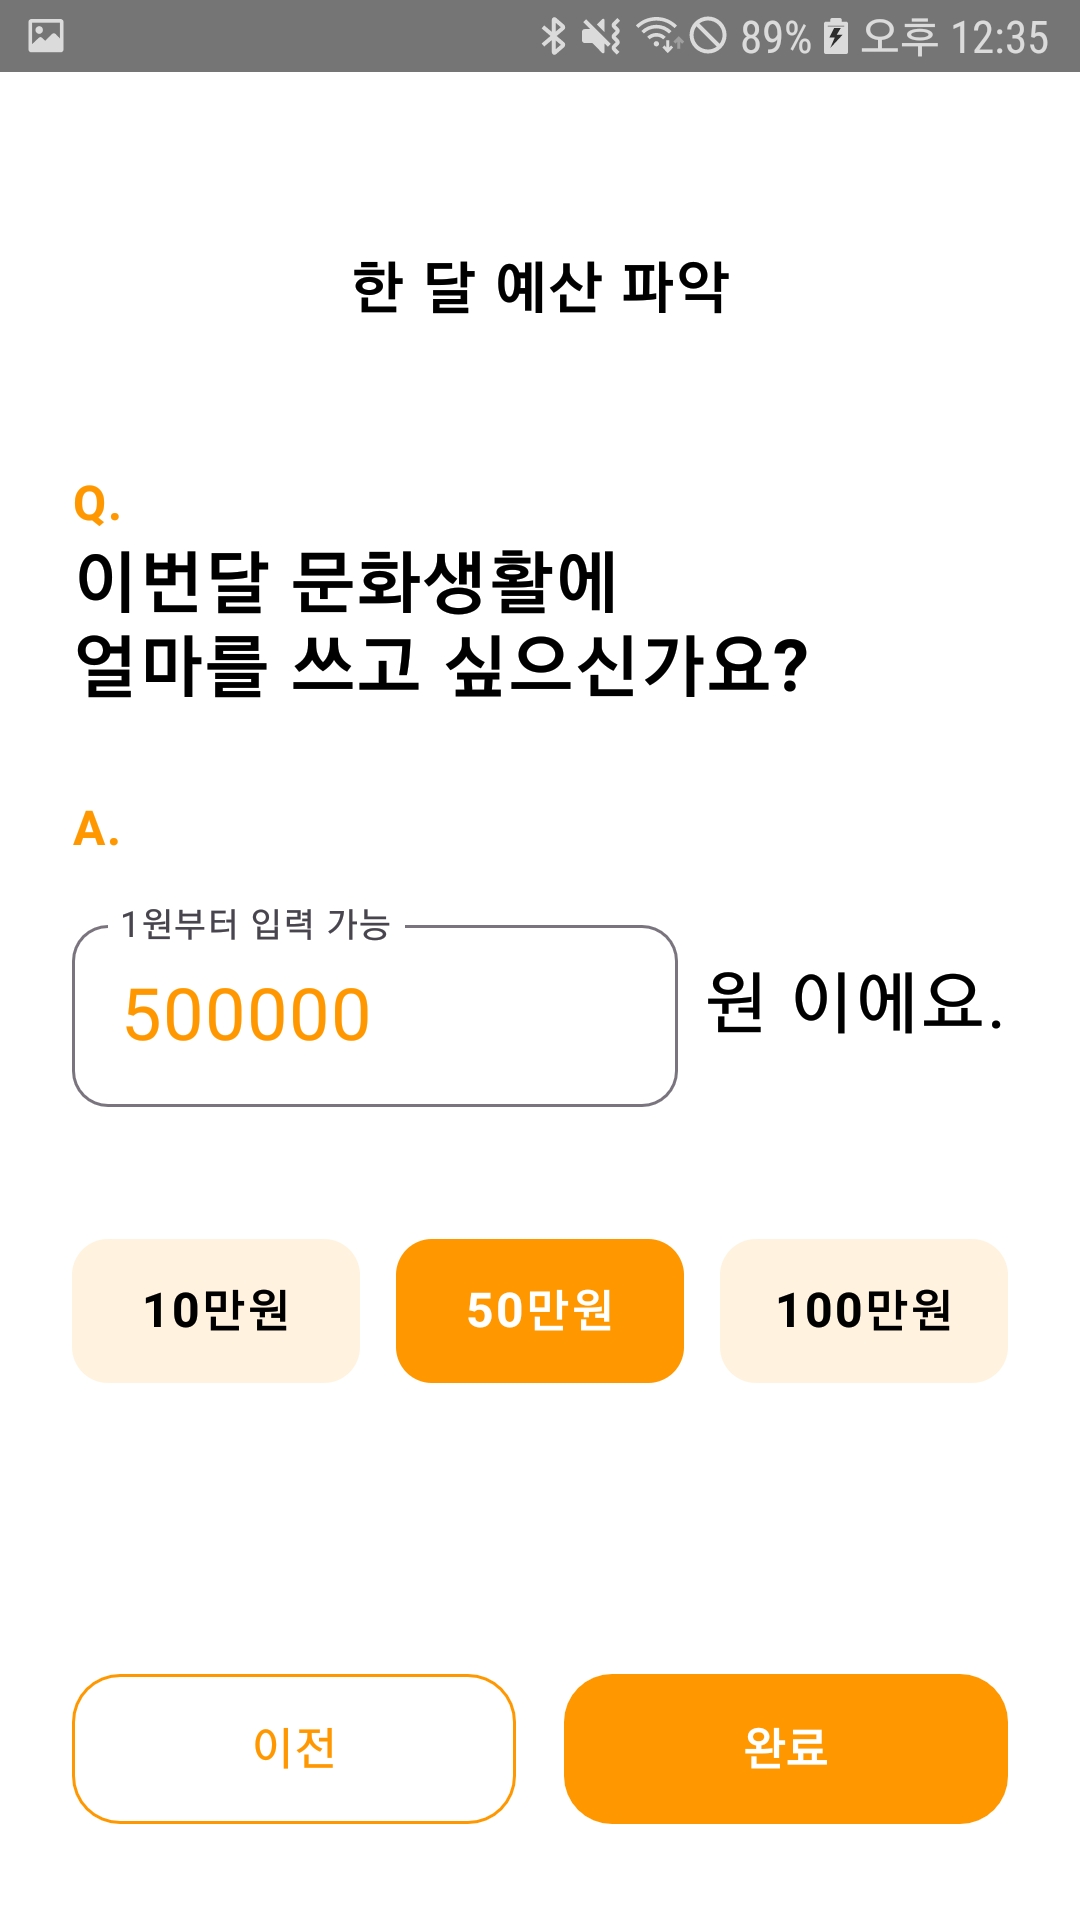 89% 오후 12:35
한 달 예산 파악
Q.
이번달 문화생활에
얼마를 쓰고 싶으신가요?
A.
1원부터 입력 가능
500000
원 이에요.
10만원 50만원 100만원
이전 완료